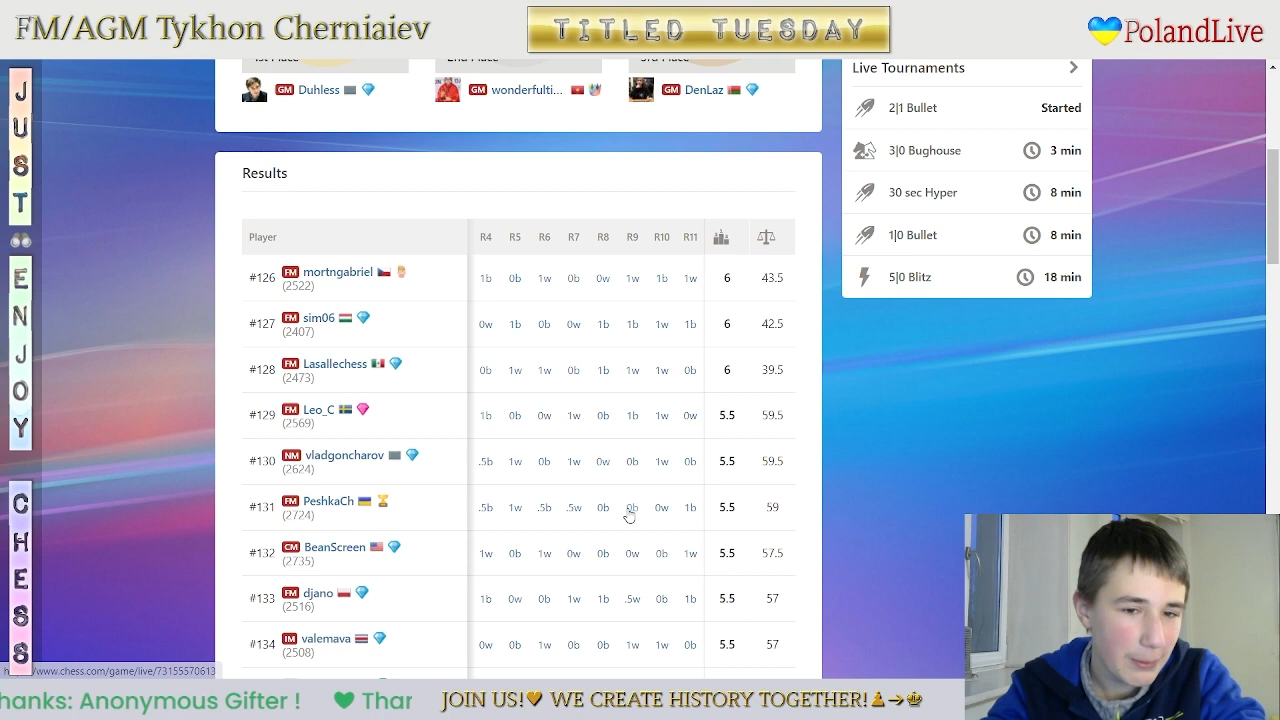 FM/AGM Tykhon Cherniaiev
TITLED TUESDAY
PolandLive
JUST
ENJOY
CHESS
GM Duhless
GM wonderfulti...
GM DenLaz
Live Tournaments
2|1 Bullet Started
3|0 Bughouse 3 min
30 sec Hyper 8 min
1|0 Bullet 8 min
5|0 Blitz 18 min
Results
Player R4 R5 R6 R7 R8 R9 R10 R11
#126 FM mortngabriel 1b 0b 1w 0b 0w 1w 1b 1w 6 43.5
(2522)
#127 FM sim06 0w 1b 0b 0w 1b 1b 1w 1b 6 42.5
(2407)
#128 FM Lasallechess 0b 1w 1w 0b 1b 1w 1w 0b 6 39.5
(2473)
#129 FM Leo_C 1b 0b 0w 1w 0b 1b 1w 0w 5.5 59.5
(2569)
#130 NM vladgoncharov .5b 1w 0b 1w 0w 0b 1w 0b 5.5 59.5
(2624)
#131 FM PeshkaCh .5b 1w .5b .5w 0b 0b 0w 1b 5.5 59
(2724)
#132 CM BeanScreen 1w 0b 1w 0w 0b 0w 0b 1w 5.5 57.5
(2735)
#133 FM djano 1b 0w 0b 1w 1b .5w 0b 1b 5.5 57
(2516)
#134 IM valemava 0w 0b 1w 0b 0b 1w 1w 0b 5.5 57
(2508)
www.chess.com/game/live/73155570613
hanks: Anonymous Gifter !
JOIN US! WE CREATE HISTORY TOGETHER!